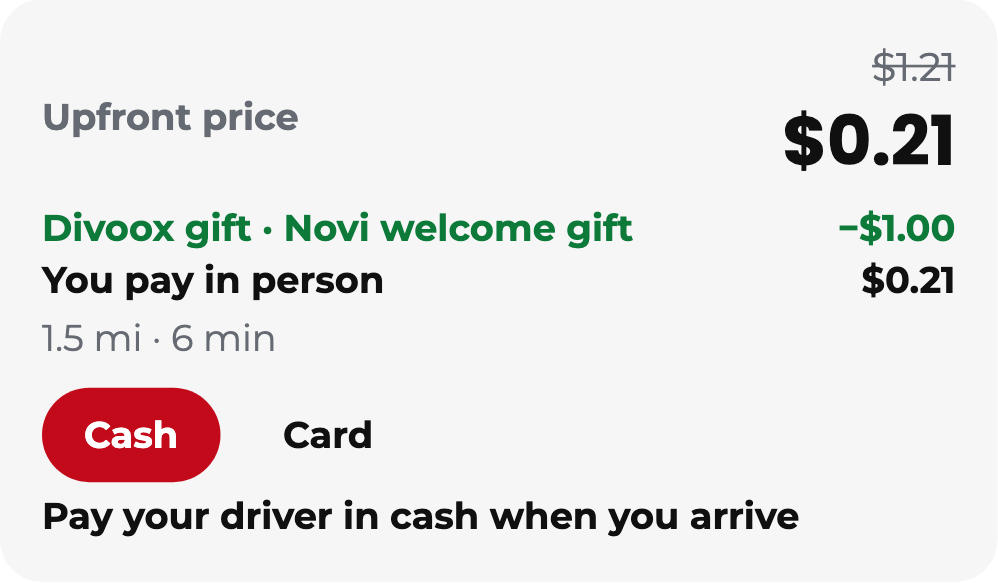 $1.21
Upfront price
$0.21
Divoox gift · Novi welcome gift −$1.00
You pay in person $0.21
1.5 mi · 6 min
Cash Card
Pay your driver in cash when you arrive